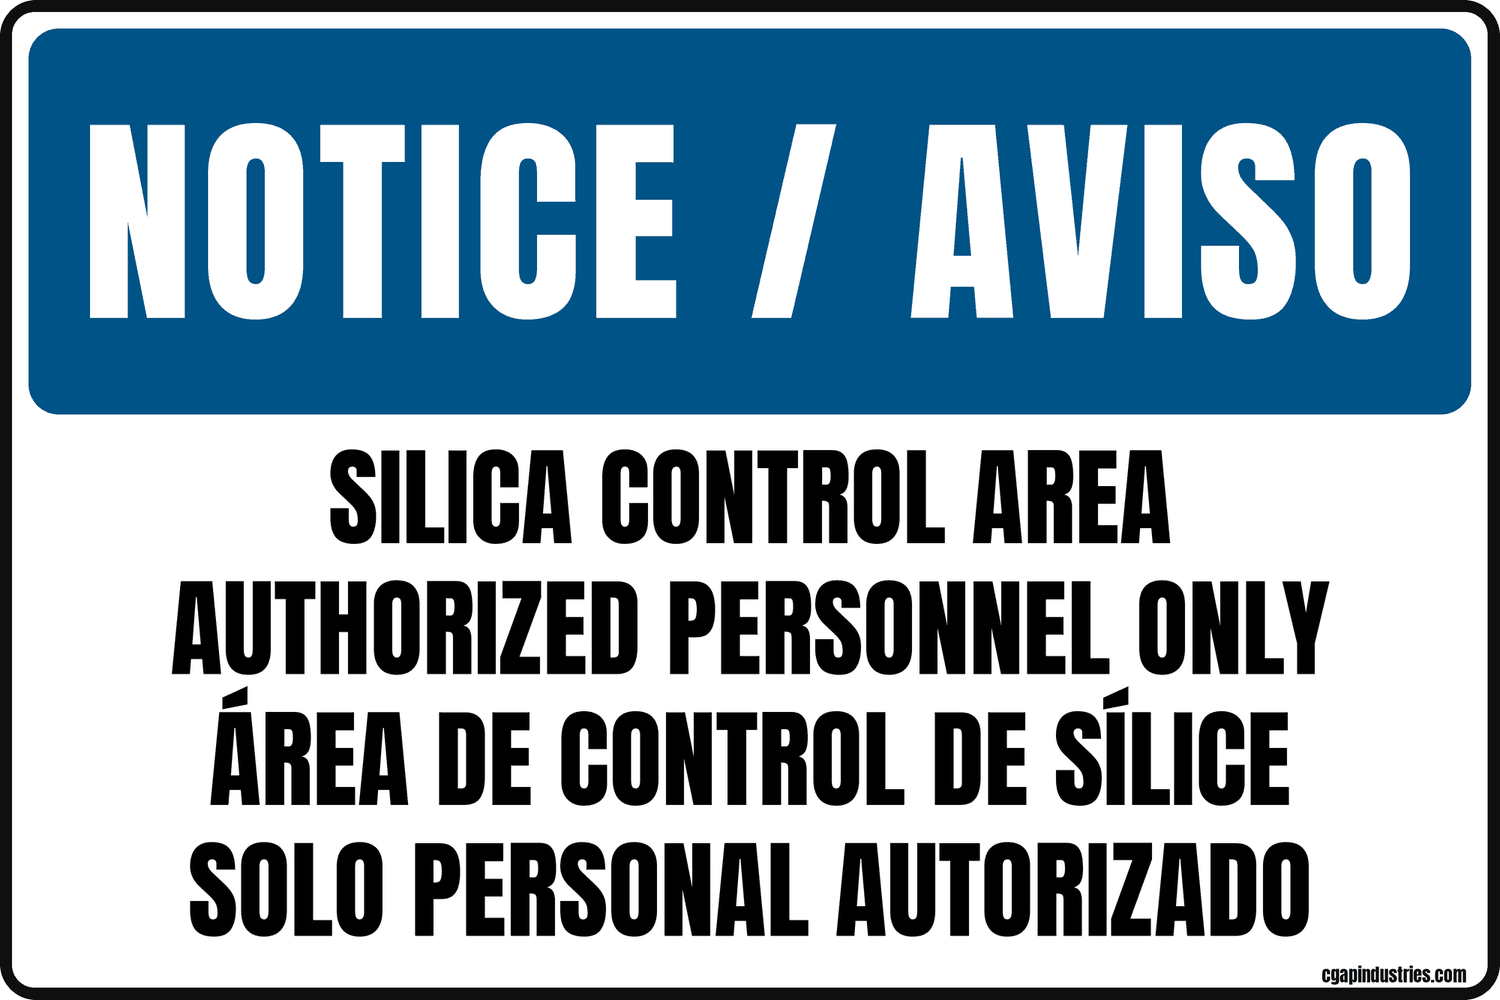 NOTICE / AVISO
SILICA CONTROL AREA
AUTHORIZED PERSONNEL ONLY
ÁREA DE CONTROL DE SÍLICE
SOLO PERSONAL AUTORIZADO
cgapindustries.com